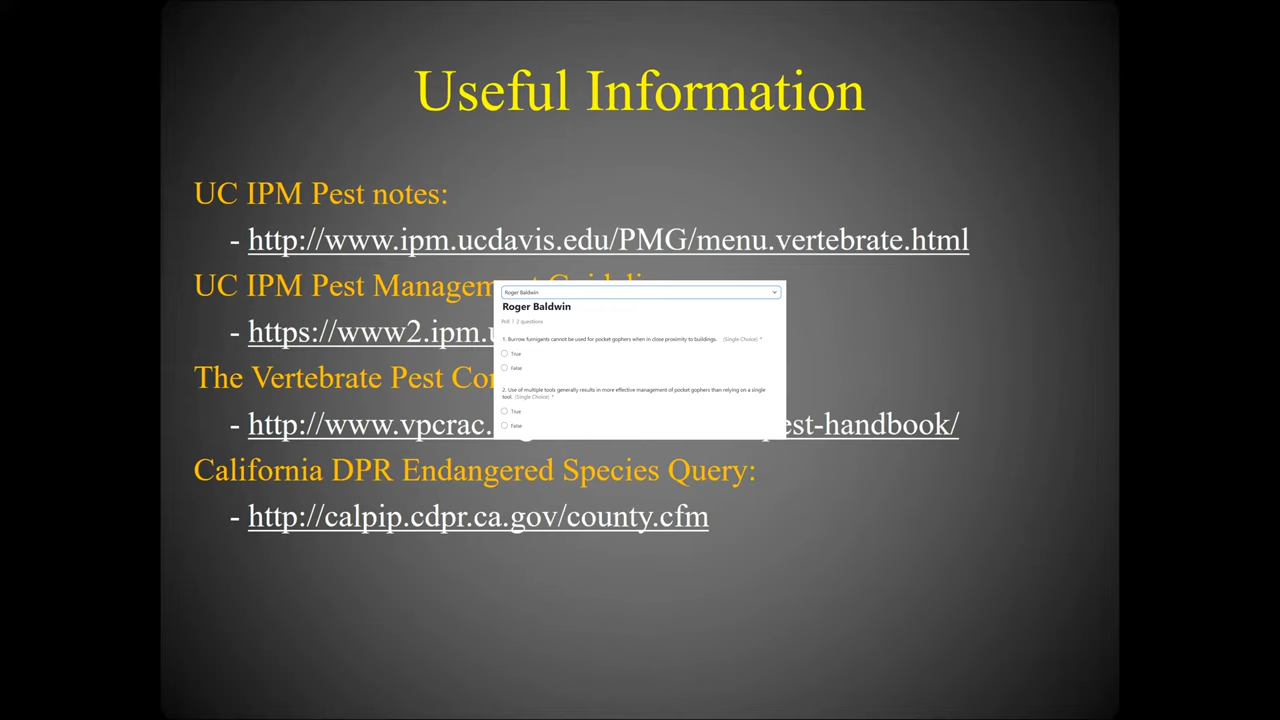 Useful Information
UC IPM Pest notes:
- http://www.ipm.ucdavis.edu/PMG/menu.vertebrate.html
UC IPM Pest
- https://www2.ipm.
The Vertebrate Pest
- http://www.vpcrac. est-handbook/
California DPR Endangered Species Query:
- http://calpip.cdpr.ca.gov/county.cfm
Roger Baldwin
Roger Baldwin
Poll | 2 questions
1. Burrow fumigants cannot be used for pocket gophers when in close proximity to buildings. (Single Choice) *
True
False
2. Use of multiple tools generally results in more effective management of pocket gophers than relying on a single
tool. (Single Choice) *
True
False